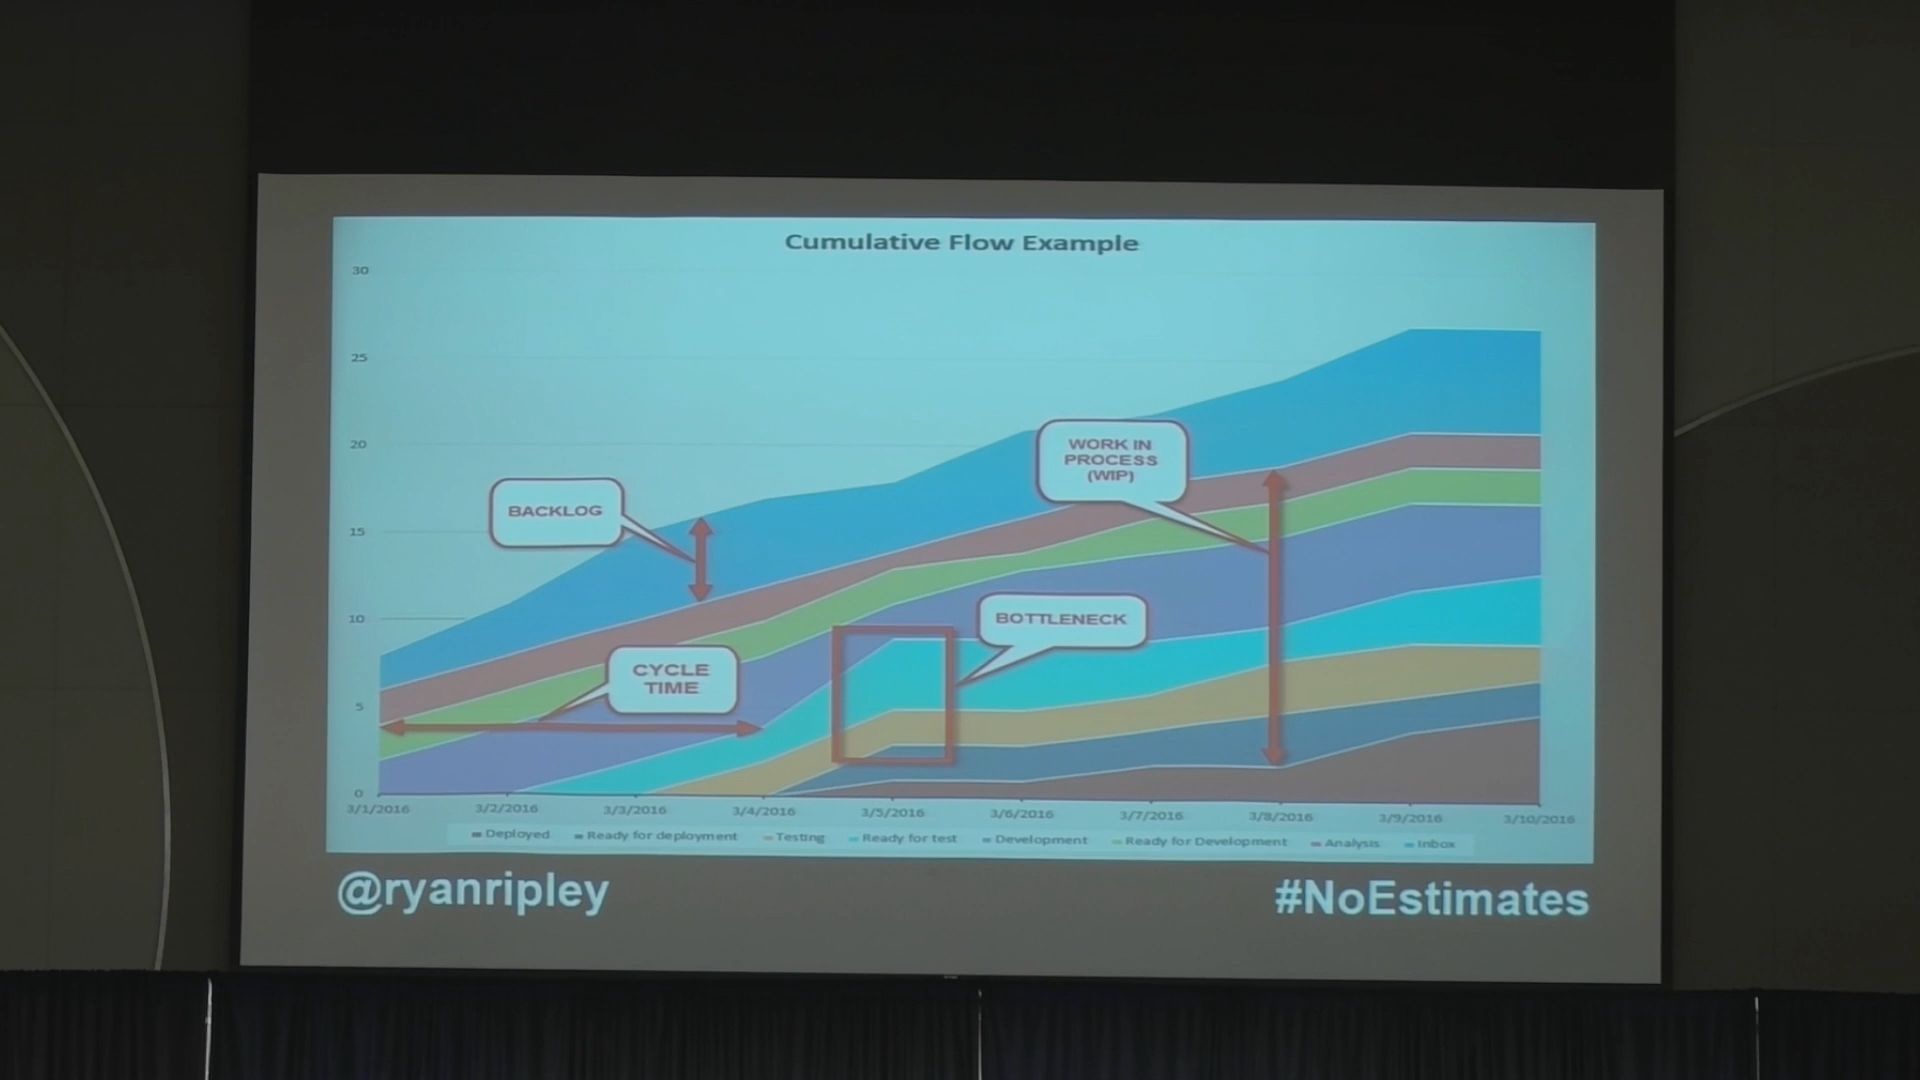 Cumulative Flow Example
30
25
20
15
10
5
0
BACKLOG
WORK IN
PROCESS
(WIP)
BOTTLENECK
CYCLE
TIME
3/1/2016 3/2/2016 3/3/2016 3/4/2016 3/5/2016 3/6/2016 3/7/2016 3/8/2016 3/9/2016 3/10/2016
Deployed Ready for deployment Testing Ready for test Development Ready for Development Analysis Inbox
@ryanripley #NoEstimates